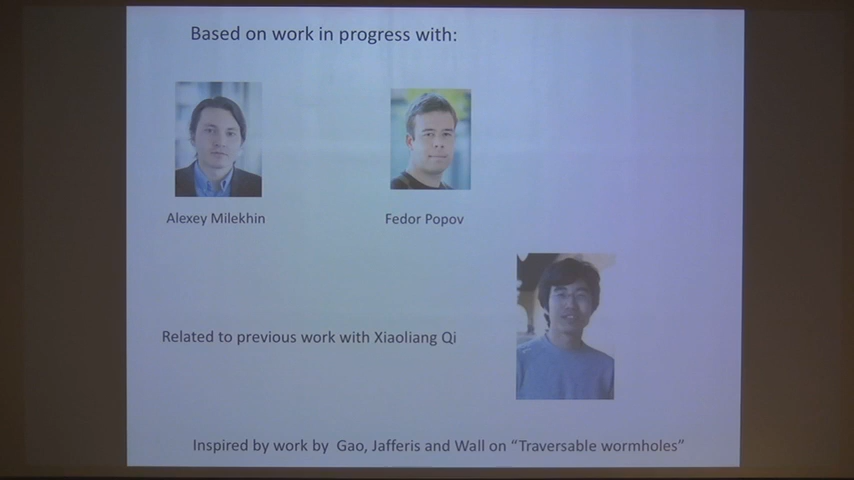 Based on work in progress with:
Alexey Milekhin
Fedor Popov
Related to previous work with Xiaoliang Qi
Inspired by work by Gao, Jafferis and Wall on “Traversable wormholes”